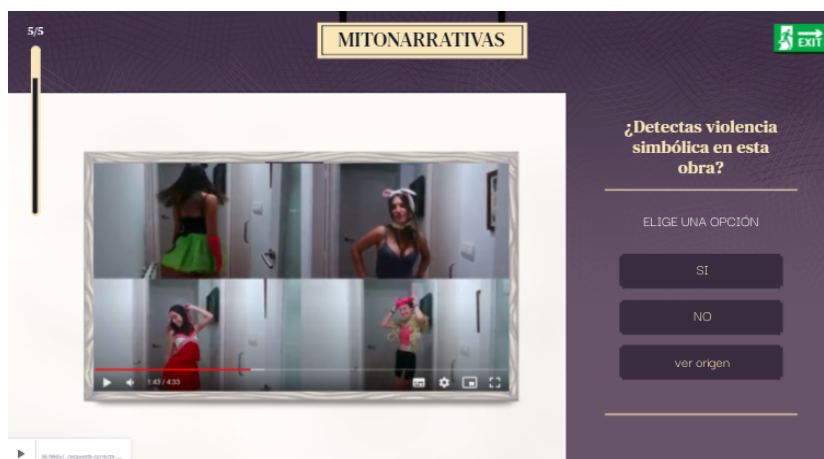 5/5
MITONARRATIVAS
EXIT
¿Detectas violencia
simbólica en esta
obra?
ELIGE UNA OPCIÓN
SI
NO
ver origen
1:43 / 4:33